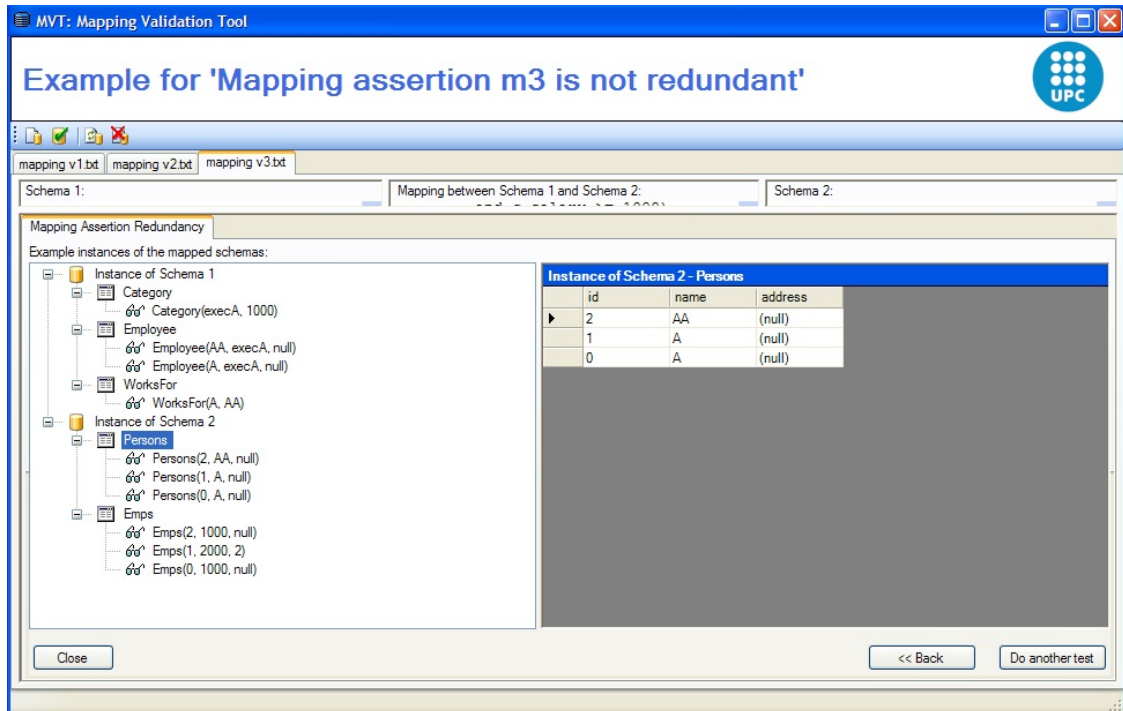 MVT: Mapping Validation Tool
Example for 'Mapping assertion m3 is not redundant'
UPC
mapping v1.txt mapping v2.txt mapping v3.txt
Schema 1: Mapping between Schema 1 and Schema 2: Schema 2:
Mapping Assertion Redundancy
Example instances of the mapped schemas:
Instance of Schema 1
Category
Category(execA, 1000)
Employee
Employee(AA, execA, null)
Employee(A, execA, null)
WorksFor
WorksFor(A, AA)
Instance of Schema 2
Persons
Persons(2, AA, null)
Persons(1, A, null)
Persons(0, A, null)
Emps
Emps(2, 1000, null)
Emps(1, 2000, 2)
Emps(0, 1000, null)
Instance of Schema 2 - Persons
id name address
2 AA (null)
1 A (null)
0 A (null)
Close << Back Do another test